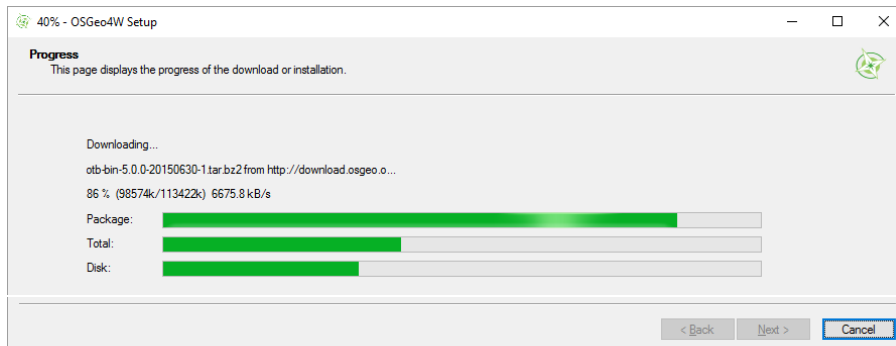 40% - OSGeo4W Setup
Progress
This page displays the progress of the download or installation.
Downloading...
otb-bin-5.0.0-20150630-1.tar.bz2 from http://download.osgeo.o...
86 % (98574k/113422k) 6675.8 kB/s
Package:
Total:
Disk:
< Back Next > Cancel